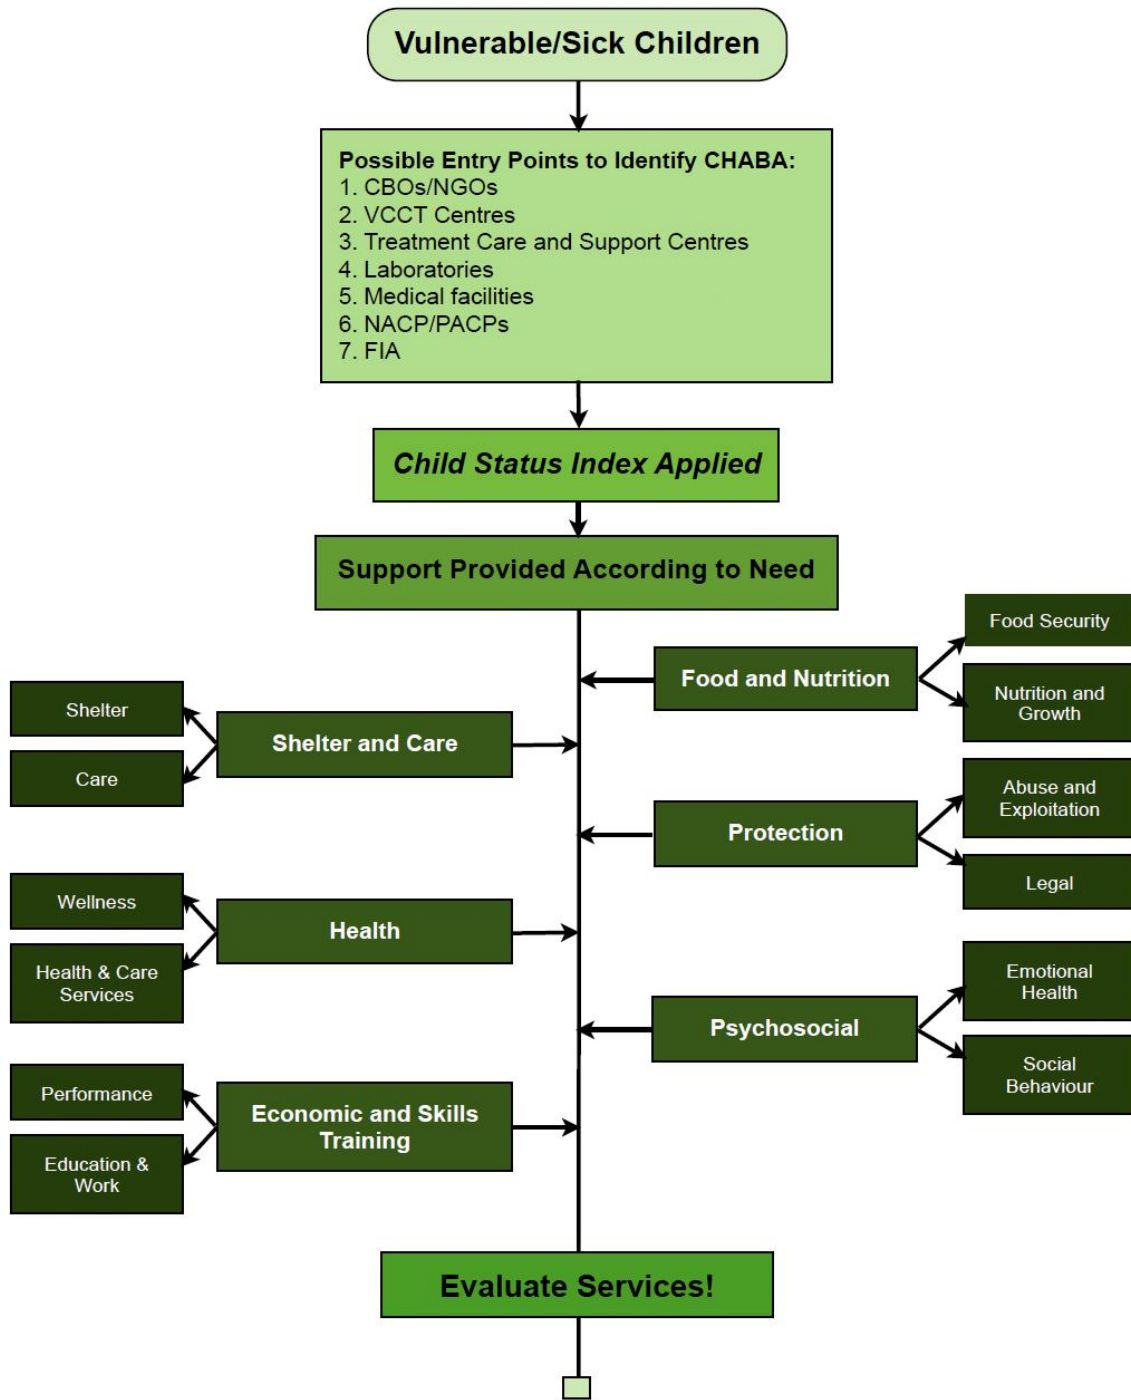 Vulnerable/Sick Children
Possible Entry Points to Identify CHABA:
1. CBOs/NGOs
2. VCCT Centres
3. Treatment Care and Support Centres
4. Laboratories
5. Medical facilities
6. NACP/PACPs
7. FIA
Child Status Index Applied
Support Provided According to Need
Food and Nutrition
Food Security
Nutrition and
Growth
Shelter and Care
Shelter
Care
Protection
Abuse and
Exploitation
Legal
Health
Wellness
Health & Care
Services
Psychosocial
Emotional
Health
Social
Behaviour
Economic and Skills
Training
Performance
Education &
Work
Evaluate Services!